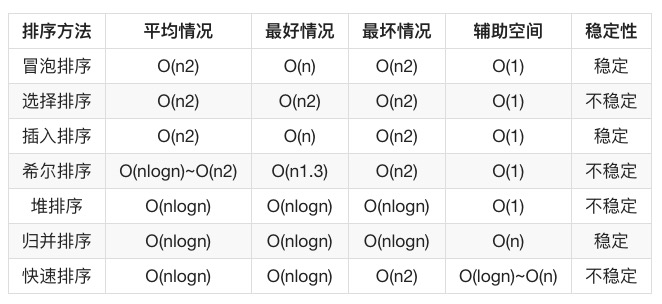 排序方法 平均情况 最好情况 最坏情况 辅助空间 稳定性
冒泡排序 O(n2) O(n) O(n2) O(1) 稳定
选择排序 O(n2) O(n2) O(n2) O(1) 不稳定
插入排序 O(n2) O(n) O(n2) O(1) 稳定
希尔排序 O(nlogn)~O(n2) O(n1.3) O(n2) O(1) 不稳定
堆排序 O(nlogn) O(nlogn) O(nlogn) O(1) 不稳定
归并排序 O(nlogn) O(nlogn) O(nlogn) O(n) 稳定
快速排序 O(nlogn) O(nlogn) O(n2) O(logn)~O(n) 不稳定